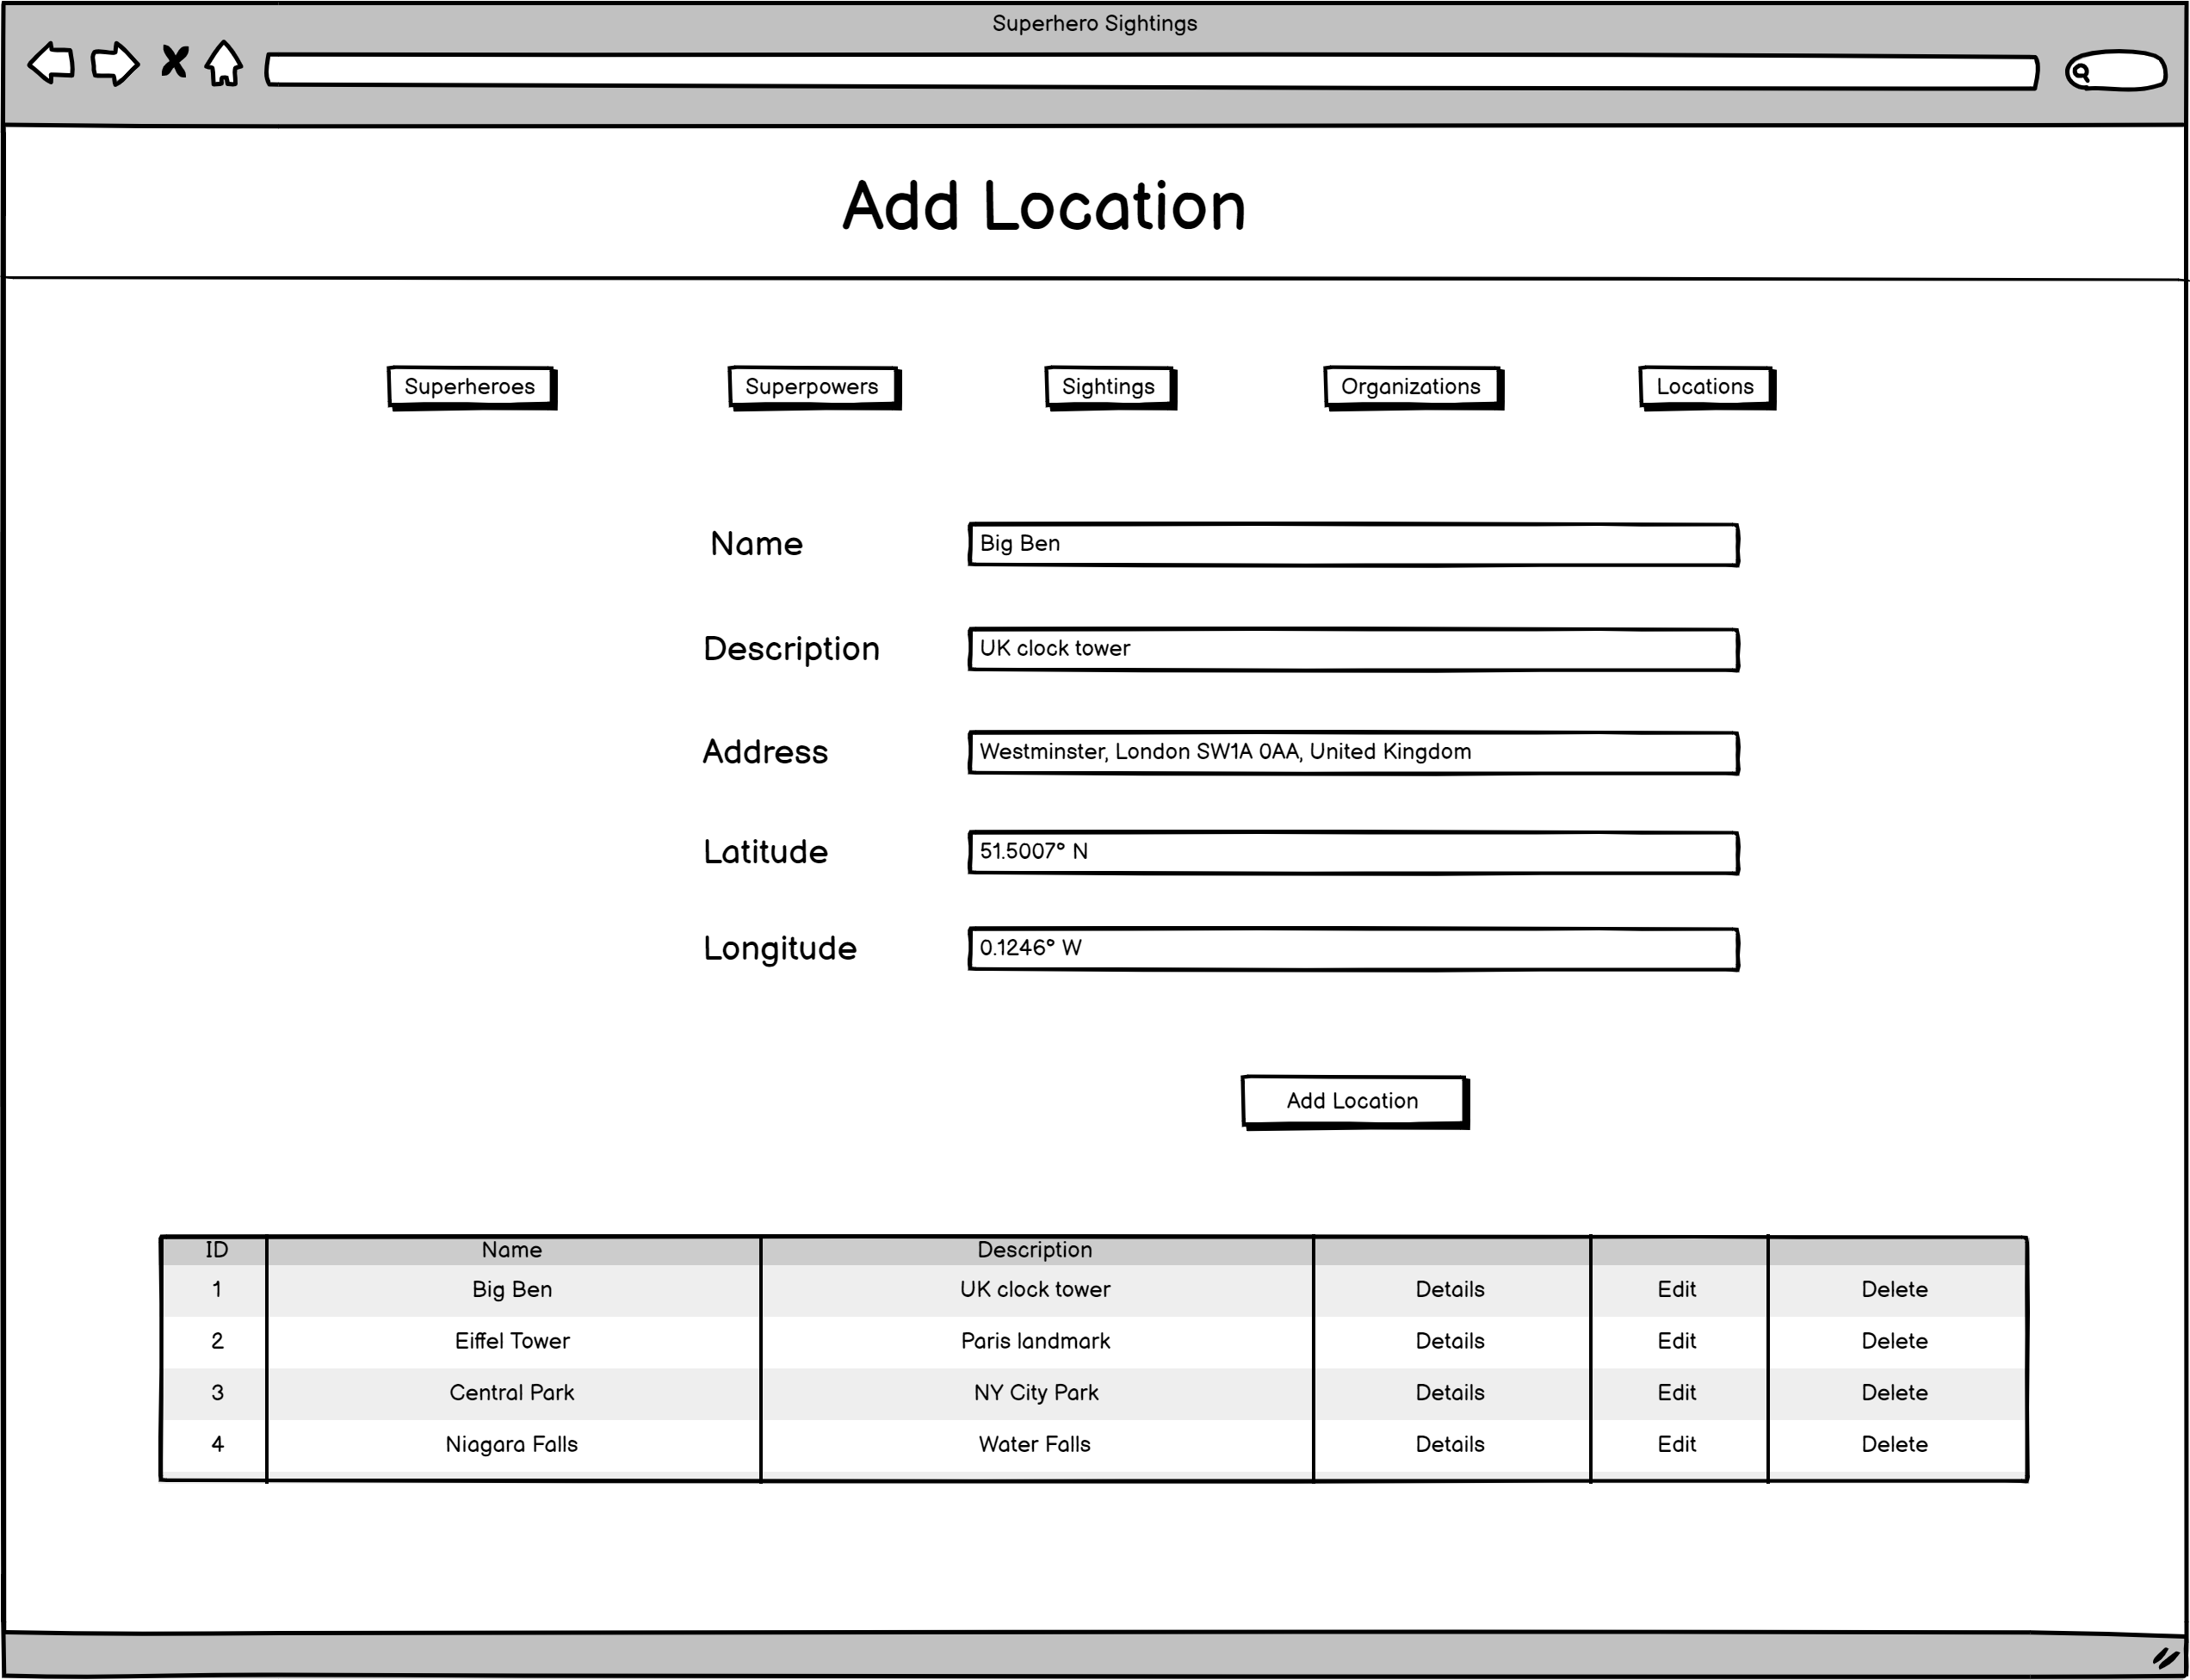 Superhero Sightings
Add Location
Superheroes Superpowers Sightings Organizations Locations
Name Big Ben
Description UK clock tower
Address Westminster, London SW1A 0AA, United Kingdom
Latitude 51.5007° N
Longitude 0.1246° W
Add Location
ID Name Description
1 Big Ben UK clock tower Details Edit Delete
2 Eiffel Tower Paris landmark Details Edit Delete
3 Central Park NY City Park Details Edit Delete
4 Niagara Falls Water Falls Details Edit Delete